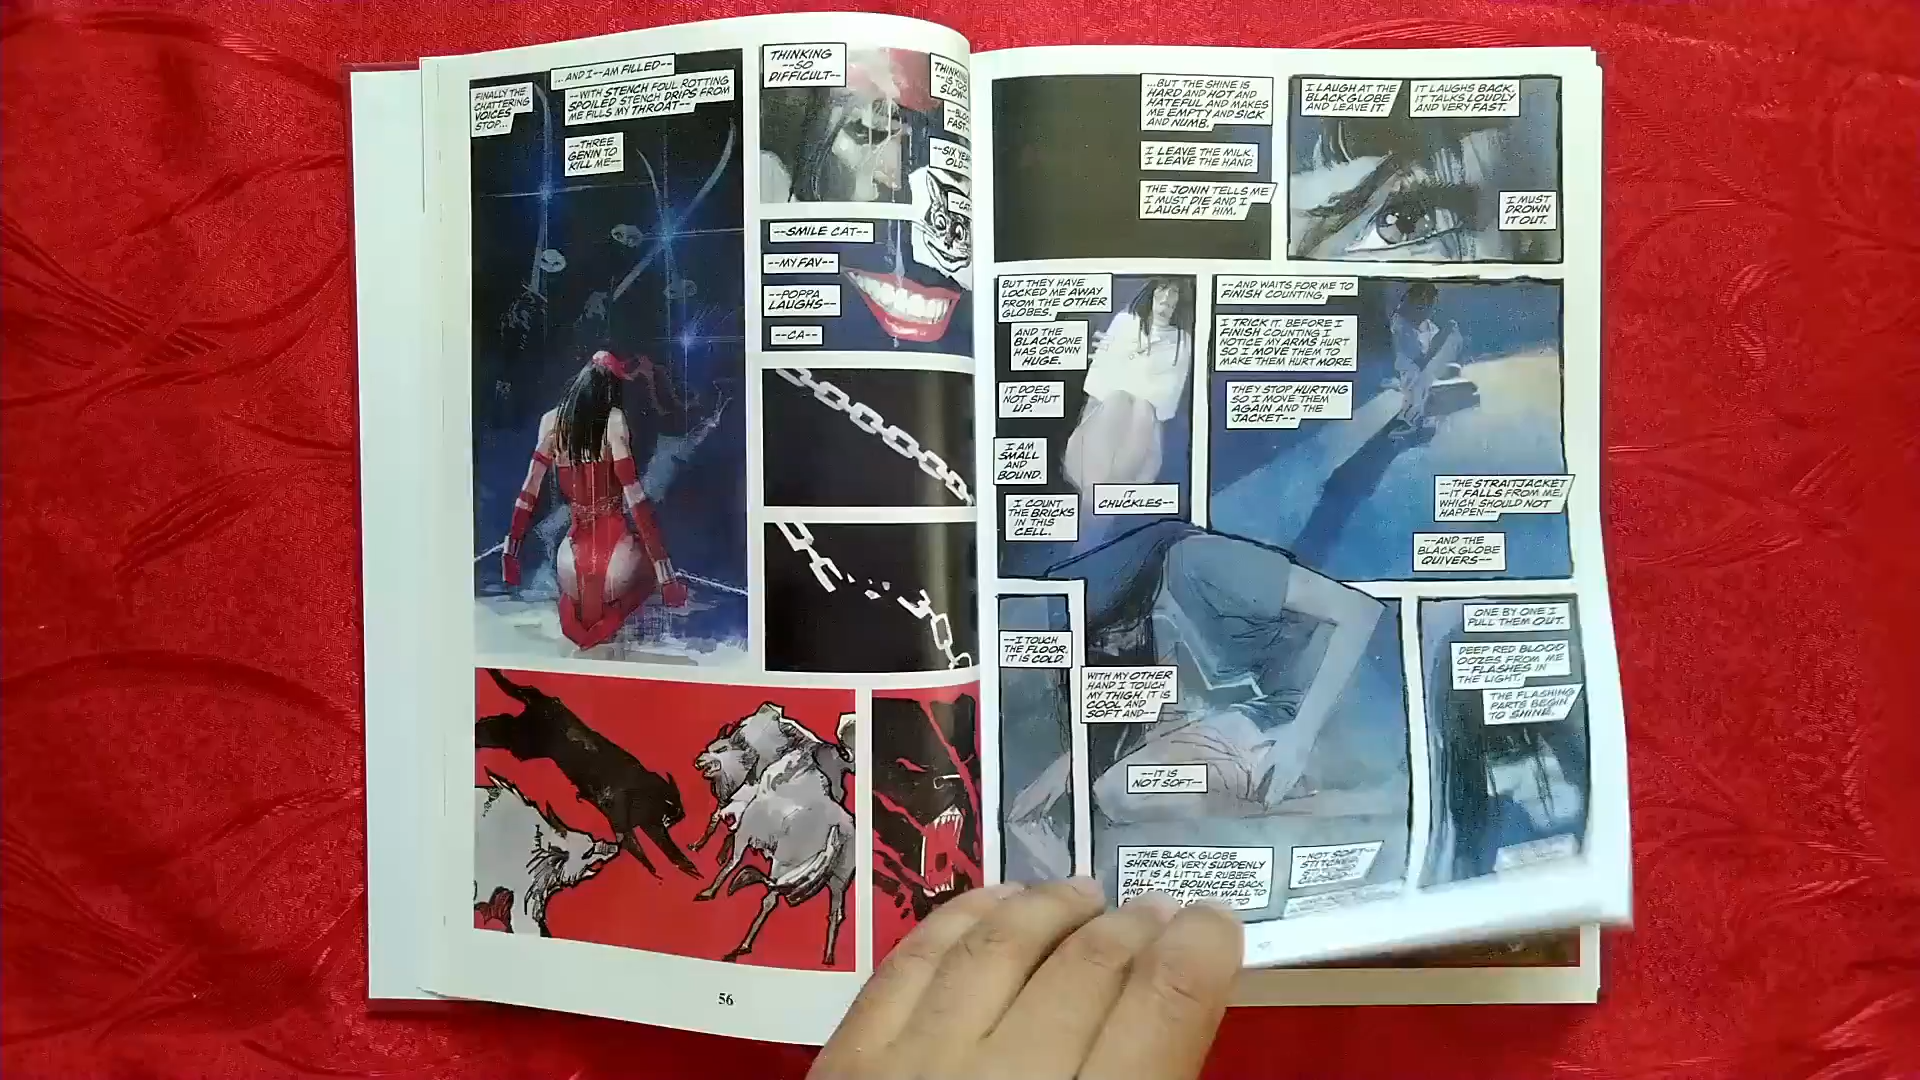 FINALLY THE
CHATTERING
VOICES
STOP...
...AND I--AM FILLED--
--WITH STENCH FOUL ROTTING
SPOILED STENCH DRIPS FROM
ME FILLS MY THROAT--
--THREE
GENIN TO
KILL ME--
THINKING
--SO
DIFFICULT--
THINKING
--IS TOO
SLOW--
FAST--
--SIX
OLD--
--CAT--
--SMILE CAT--
--MY FAV--
--POPPA
LAUGHS--
--CA--
56
...BUT THE SHINE IS
HARD AND HOT AND
HATEFUL AND MAKES
ME EMPTY AND SICK
AND NUMB.
I LEAVE THE MILK.
I LEAVE THE HAND.
THE JONIN TELLS ME
I MUST DIE AND I
LAUGH AT HIM.
I LAUGH AT THE
BLACK GLOBE
AND LEAVE IT.
IT LAUGHS BACK.
IT TALKS LOUDLY
AND VERY FAST.
I MUST
DROWN
IT OUT.
BUT THEY HAVE
LOCKED ME AWAY
FROM THE OTHER
GLOBES.
AND THE
BLACK ONE
HAS GROWN
HUGE.
IT DOES
NOT SHUT
UP.
I AM
SMALL
AND
BOUND.
I COUNT
THE BRICKS
IN THIS
CELL.
IT
CHUCKLES--
--AND WAITS FOR ME TO
FINISH COUNTING.
I TRICK IT. BEFORE I
FINISH COUNTING I
NOTICE MY ARMS HURT
SO I MOVE THEM TO
MAKE THEM HURT MORE.
THEY STOP HURTING
SO I MOVE THEM
AGAIN AND THE
JACKET--
--THE STRAITJACKET
--IT FALLS FROM ME,
WHICH SHOULD NOT
HAPPEN--
--AND THE
BLACK GLOBE
QUIVERS--
--I TOUCH
THE FLOOR.
IT IS COLD.
WITH MY OTHER
HAND I TOUCH
MY THIGH. IT IS
COOL AND
SOFT AND--
--IT IS
NOT SOFT--
--THE BLACK GLOBE
SHRINKS, VERY SUDDENLY
--IT IS A LITTLE RUBBER
BALL--IT BOUNCES BACK
AND FORTH FROM WALL TO
--NOT SOFT--
ONE BY ONE I
PULL THEM OUT.
DEEP RED BLOOD
OOZES FROM ME
--FLASHES IN
THE LIGHT.
THE FLASHING
PARTS BEGIN
TO SHINE.